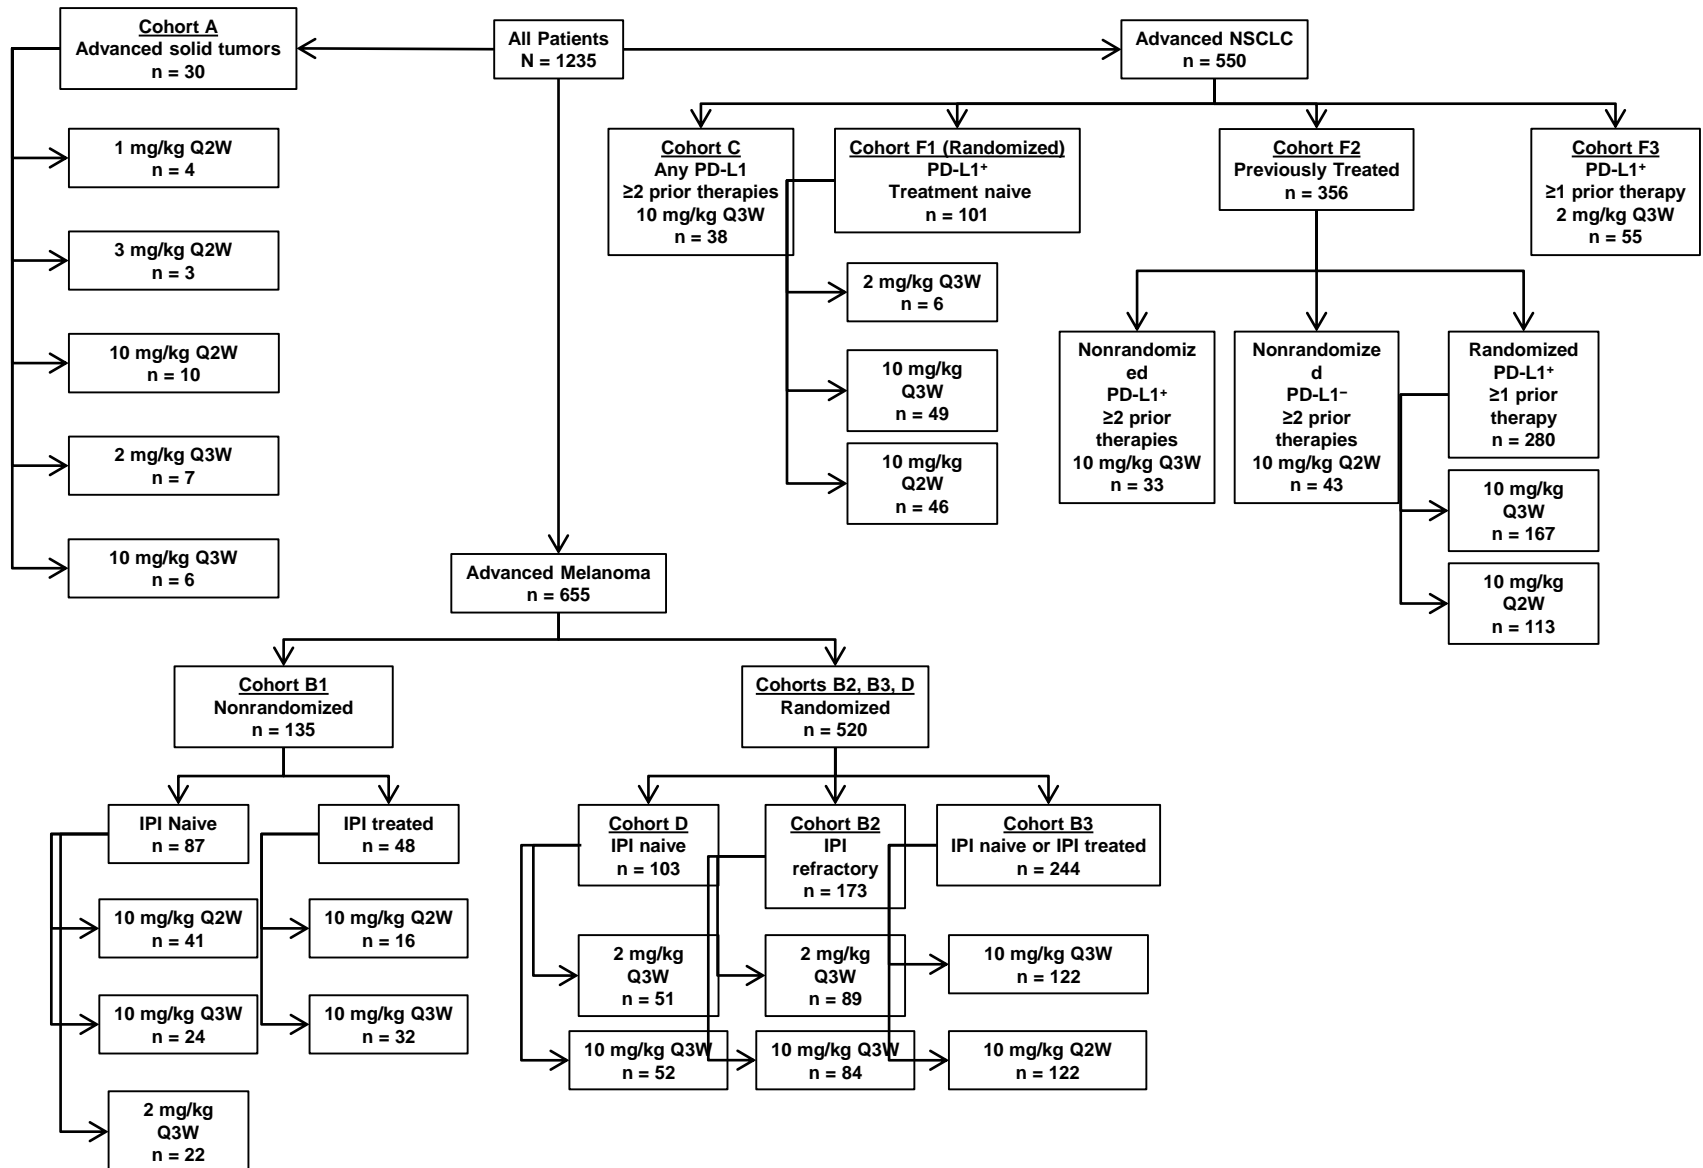 Cohort A
Advanced solid tumors
n = 30
All Patients
N = 1235
Advanced NSCLC
n = 550
1 mg/kg Q2W
n = 4
3 mg/kg Q2W
n = 3
10 mg/kg Q2W
n = 10
2 mg/kg Q3W
n = 7
10 mg/kg Q3W
n = 6
Cohort C
Any PD-L1
≥2 prior therapies
10 mg/kg Q3W
n = 38
Cohort F1 (Randomized)
PD-L1⁺
Treatment naive
n = 101
2 mg/kg Q3W
n = 6
10 mg/kg
Q3W
n = 49
10 mg/kg
Q2W
n = 46
Cohort F2
Previously Treated
n = 356
Nonrandomiz
ed
PD-L1⁺
≥2 prior
therapies
10 mg/kg Q3W
n = 33
Nonrandomize
d
PD-L1⁻
≥2 prior
therapies
10 mg/kg Q2W
n = 43
Randomized
PD-L1⁺
≥1 prior
therapy
n = 280
10 mg/kg
Q3W
n = 167
10 mg/kg
Q2W
n = 113
Cohort F3
PD-L1⁺
≥1 prior therapy
2 mg/kg Q3W
n = 55
Advanced Melanoma
n = 655
Cohort B1
Nonrandomized
n = 135
IPI Naive
n = 87
10 mg/kg Q2W
n = 41
10 mg/kg Q3W
n = 24
2 mg/kg
Q3W
n = 22
IPI treated
n = 48
10 mg/kg Q2W
n = 16
10 mg/kg Q3W
n = 32
Cohorts B2, B3, D
Randomized
n = 520
Cohort D
IPI naive
n = 103
2 mg/kg
Q3W
n = 51
10 mg/kg Q3W
n = 52
Cohort B2
IPI
refractory
n = 173
2 mg/kg
Q3W
n = 89
10 mg/kg Q3W
n = 84
Cohort B3
IPI naive or IPI treated
n = 244
10 mg/kg Q3W
n = 122
10 mg/kg Q2W
n = 122